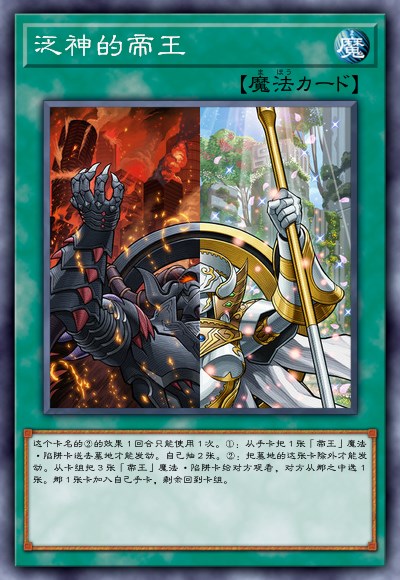 泛神的帝王
魔
【魔法カード】
ま ほう
这个卡名的②的效果1回合只能使用1次。①：从手卡把1张「帝王」魔法
·陷阱卡送去墓地才能发动。自己抽2张。②：把墓地的这张卡除外才能发
动。从卡组把3张「帝王」魔法·陷阱卡给对方观看，对方从那之中选1
张。那1张卡加入自己手卡，剩余回到卡组。